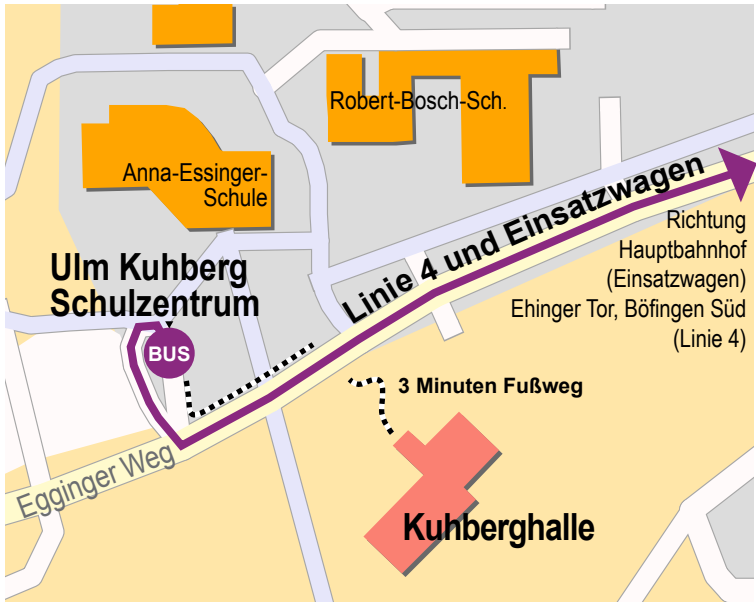 Robert-Bosch-Sch.
Anna-Essinger-
Schule
Linie 4 und Einsatzwagen
Richtung
Hauptbahnhof
(Einsatzwagen)
Ehinger Tor, Böfingen Süd
(Linie 4)
Ulm Kuhberg
Schulzentrum
BUS
3 Minuten Fußweg
Egginger Weg
Kuhberghalle